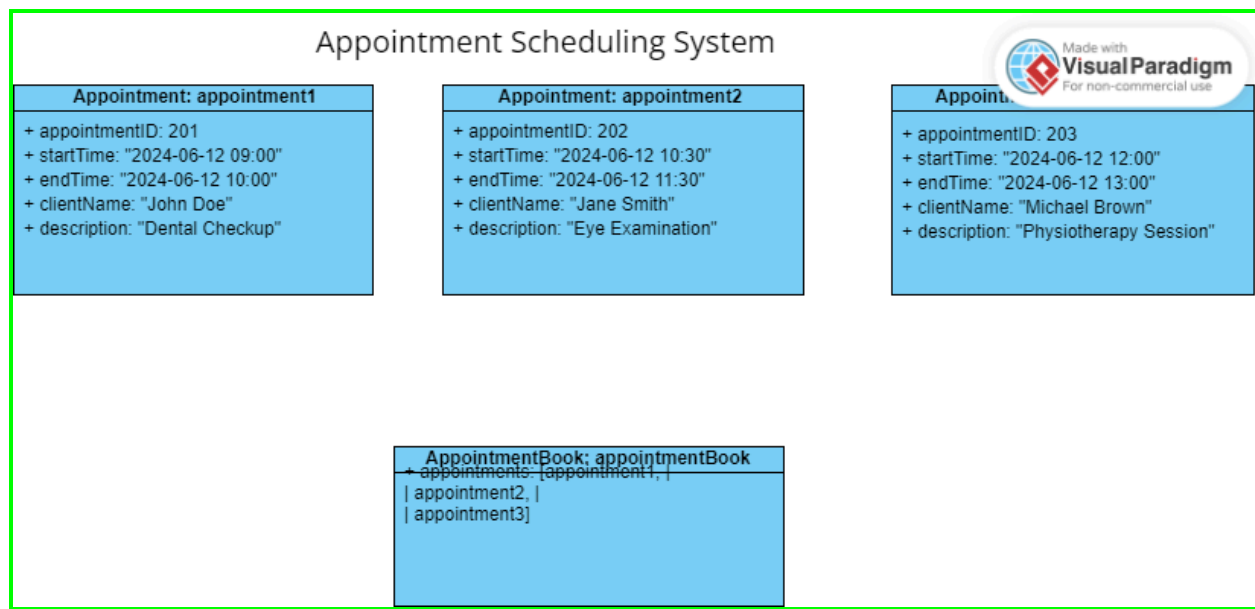 Appointment Scheduling System
Made with
Visual Paradigm
For non-commercial use
Appointment: appointment1
+ appointmentID: 201
+ startTime: "2024-06-12 09:00"
+ endTime: "2024-06-12 10:00"
+ clientName: "John Doe"
+ description: "Dental Checkup"
Appointment: appointment2
+ appointmentID: 202
+ startTime: "2024-06-12 10:30"
+ endTime: "2024-06-12 11:30"
+ clientName: "Jane Smith"
+ description: "Eye Examination"
+ appointmentID: 203
+ startTime: "2024-06-12 12:00"
+ endTime: "2024-06-12 13:00"
+ clientName: "Michael Brown"
+ description: "Physiotherapy Session"
AppointmentBook: appointmentBook
+ appointments: [appointment1, |
| appointment2, |
| appointment3]